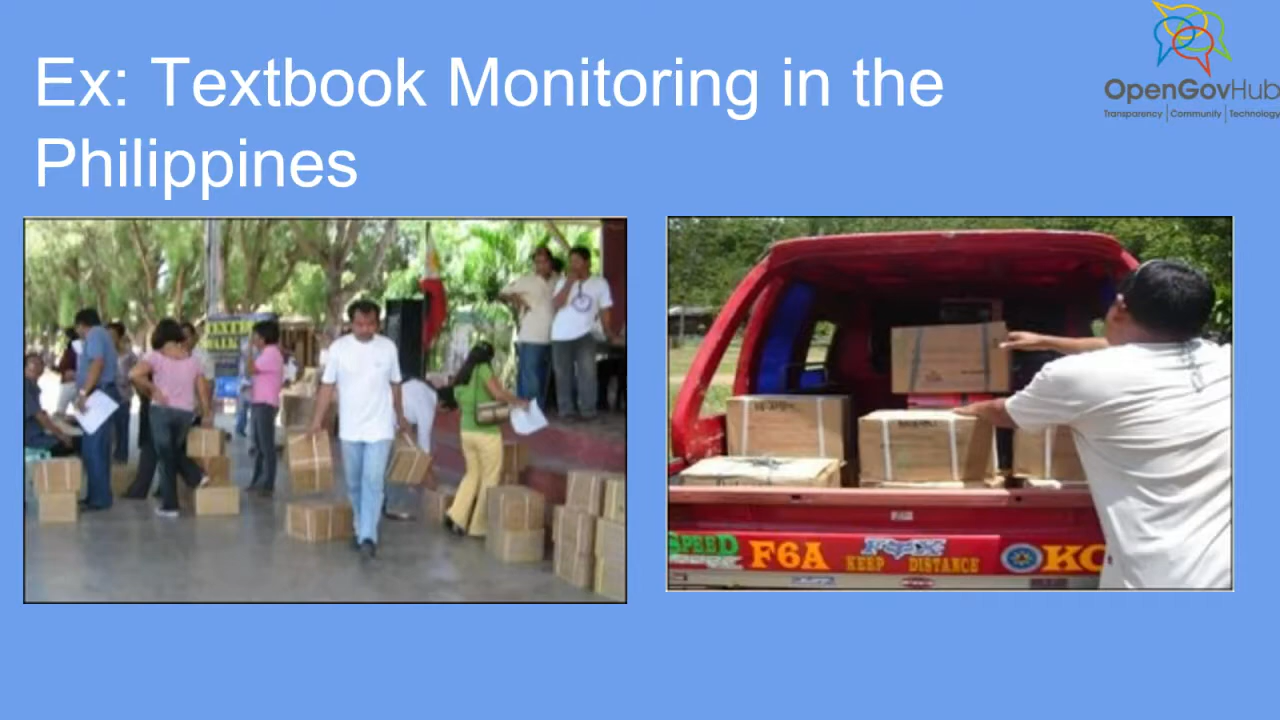 Ex: Textbook Monitoring in the
Philippines
OpenGovHub
Transparency | Community | Technology
SPEED
F6A
KEEP DISTANCE
KC